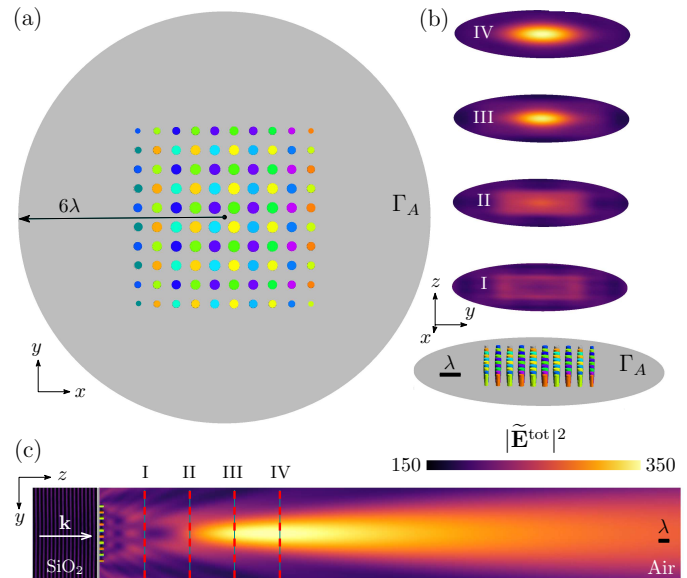 (a)
6λ
Γ_A
y
x
(b)
IV
III
II
I
z
y
x
λ
Γ_A
|Ẽ^tot|²
150
350
(c)
z
y
I II III IV
k
SiO₂
λ
Air